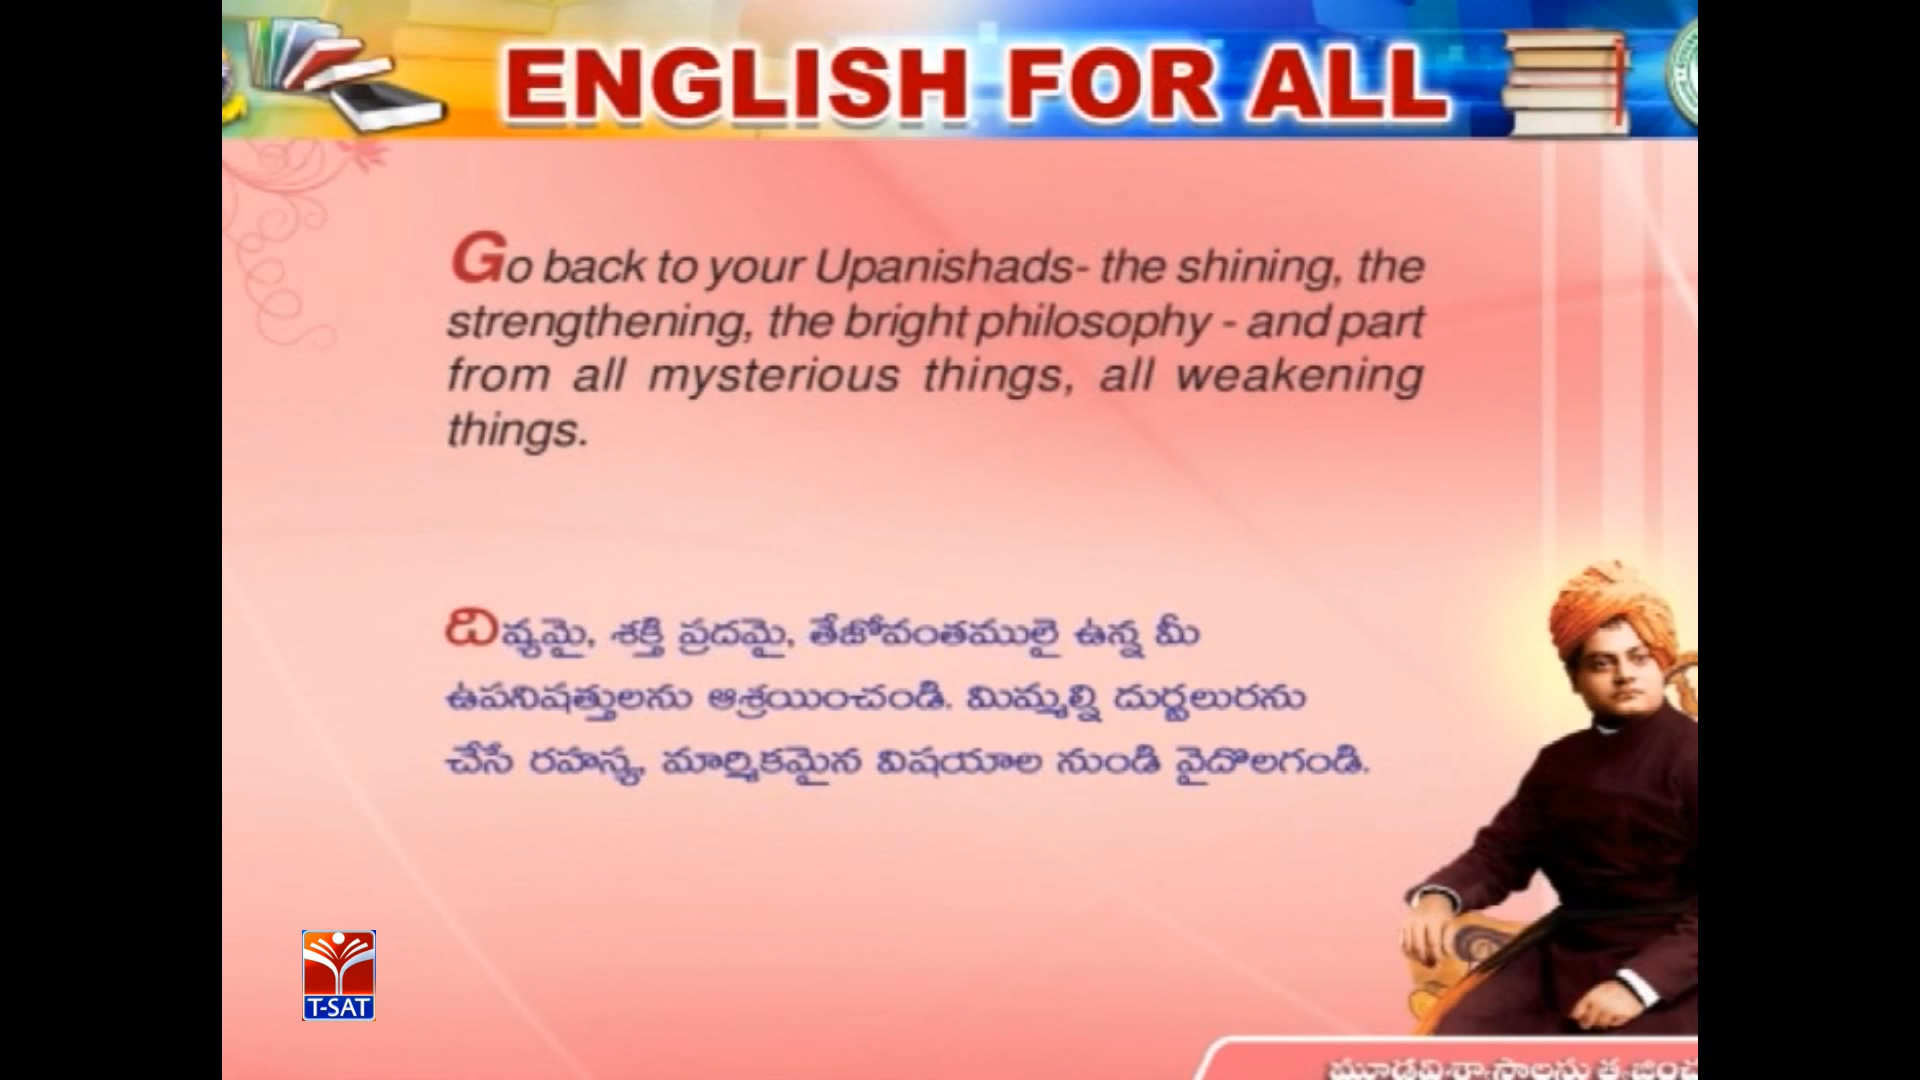 ENGLISH FOR ALL
Go back to your Upanishads- the shining, the
strengthening, the bright philosophy - and part
from all mysterious things, all weakening
things.
దివ్యమై, శక్తి ప్రదమై, తేజోవంతములై ఉన్న మీ
ఉపనిషత్తులను ఆశ్రయించండి. మిమ్మల్ని దుర్భలురను
చేసే రహస్య, మార్మికమైన విషయాల నుండి వైదొలగండి.
T-SAT